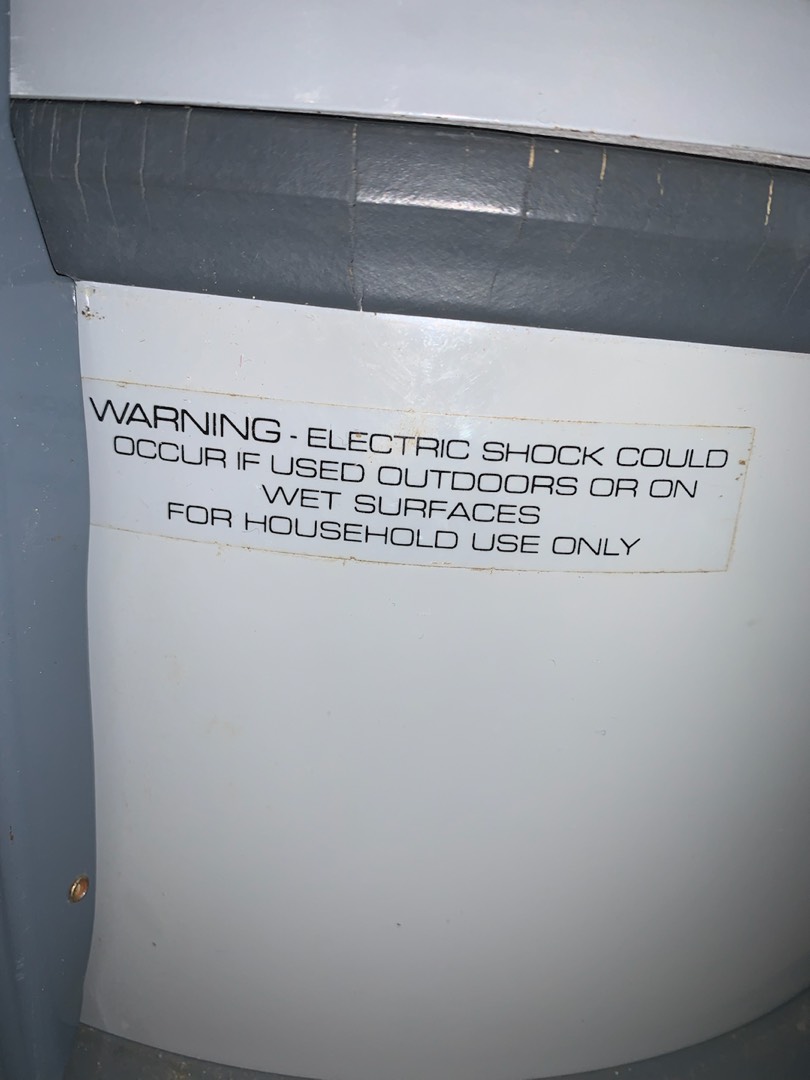 WARNING - ELECTRIC SHOCK COULD
OCCUR IF USED OUTDOORS OR ON
WET SURFACES
FOR HOUSEHOLD USE ONLY